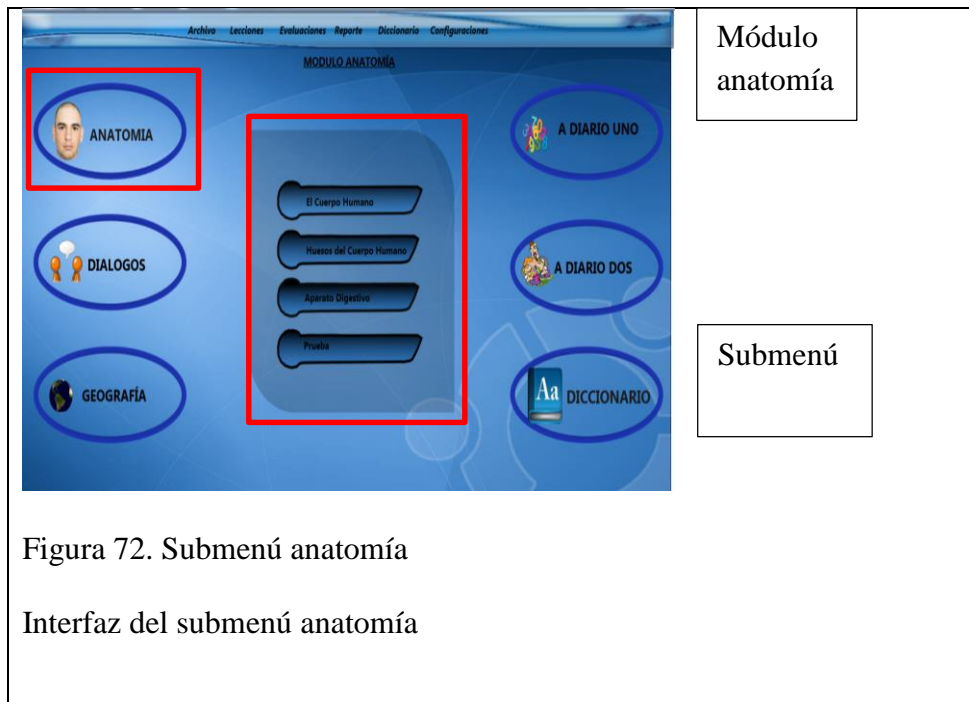 Archivo Lecciones Evaluaciones Reporte Diccionario Configuraciones
MODULO ANATOMÍA
ANATOMIA
DIALOGOS
GEOGRAFÍA
El Cuerpo Humano
Huesos del Cuerpo Humano
Aparato Digestivo
Prueba
A DIARIO UNO
A DIARIO DOS
Aa DICCIONARIO
Módulo
anatomía
Submenú
Figura 72. Submenú anatomía
Interfaz del submenú anatomía